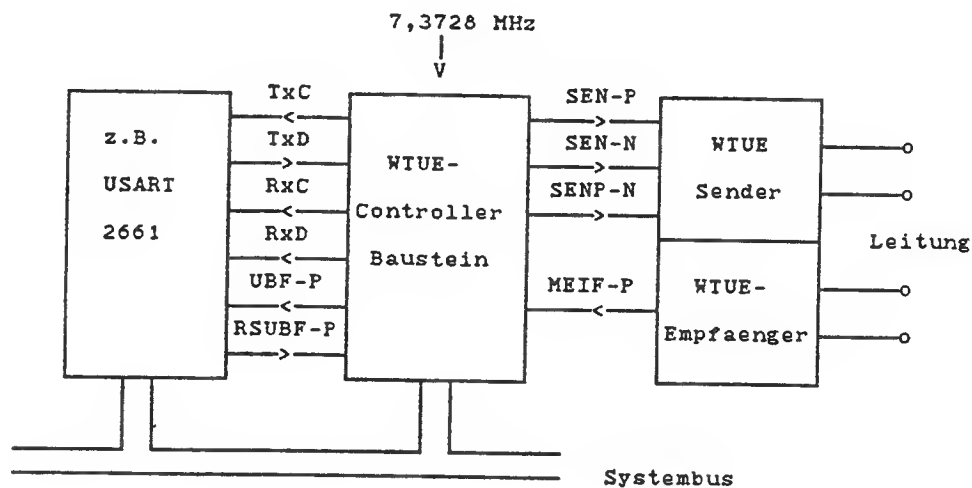 7,3728 MHz
V
TxC
TxD
RxC
RxD
UBF-P
RSUBF-P
z.B.
USART
2661
WTUE-
Controller
Baustein
SEN-P
SEN-N
SENP-N
MEIF-P
WTUE
Sender
WTUE-
Empfaenger
Leitung
Systembus